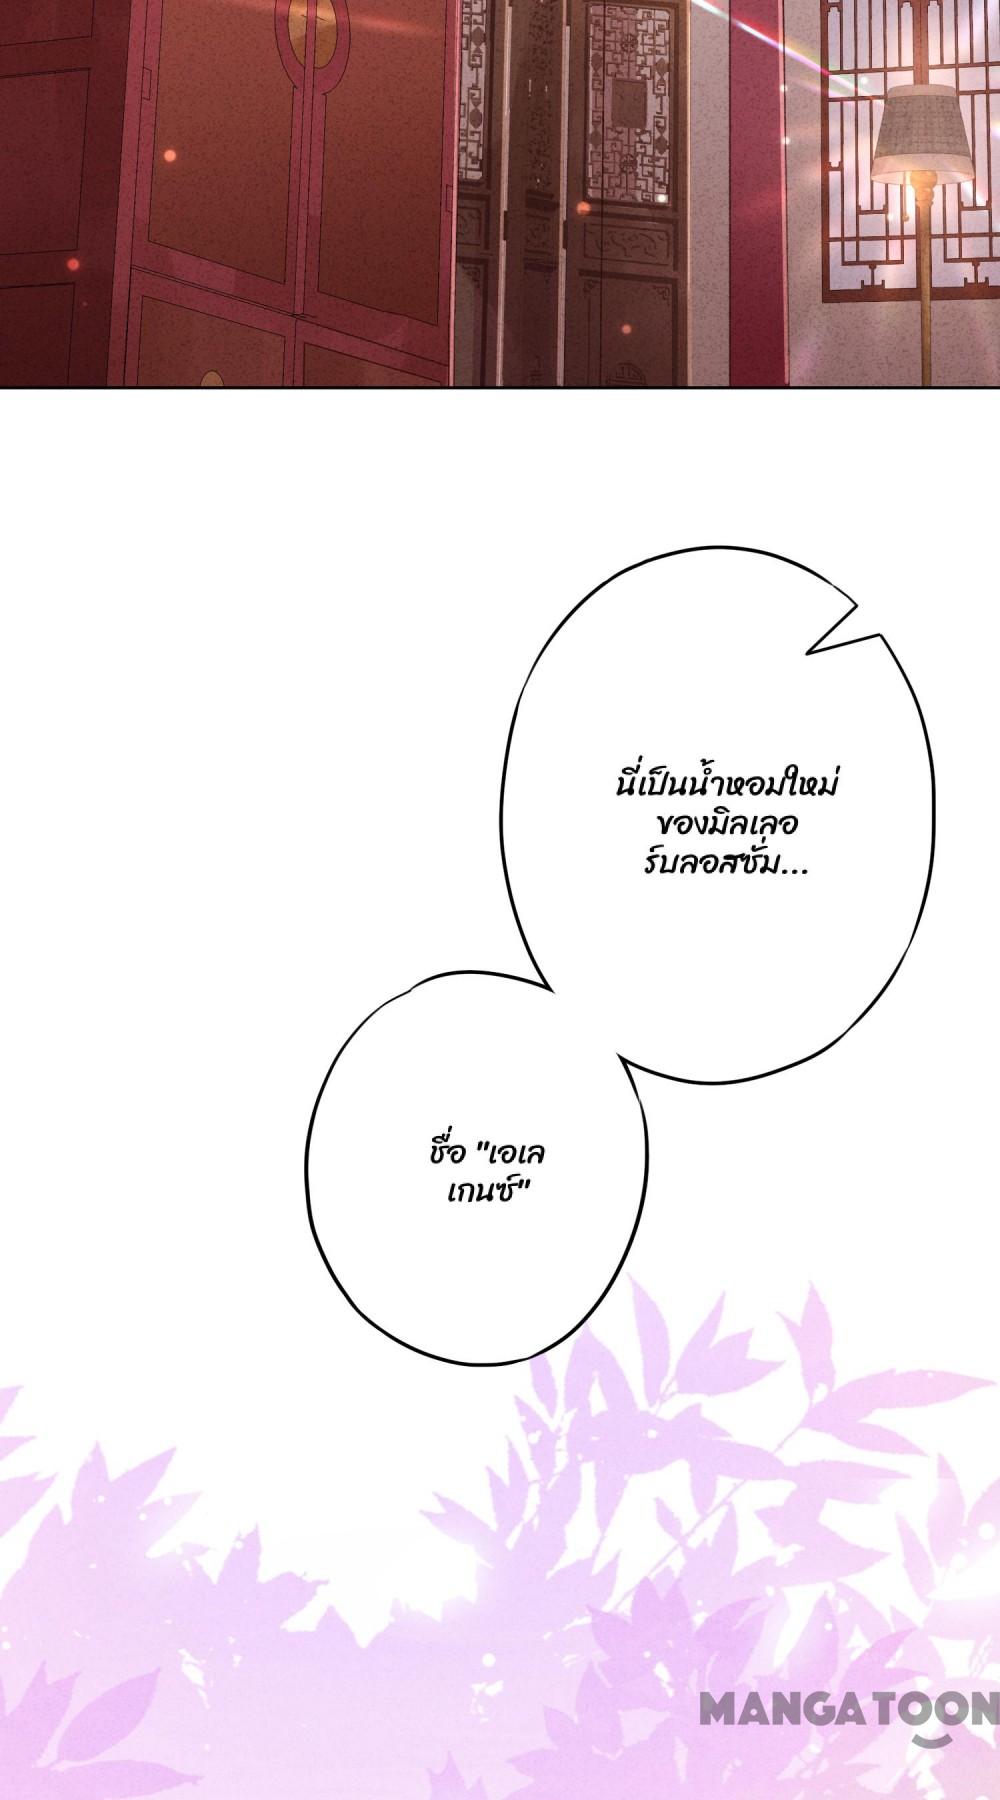 นี่เป็นน้ำหอมใหม่
ของมิลเลอ
ร์บลอสซั่ม...
ชื่อ "เอเล
เกนซ์"
MANGATOON